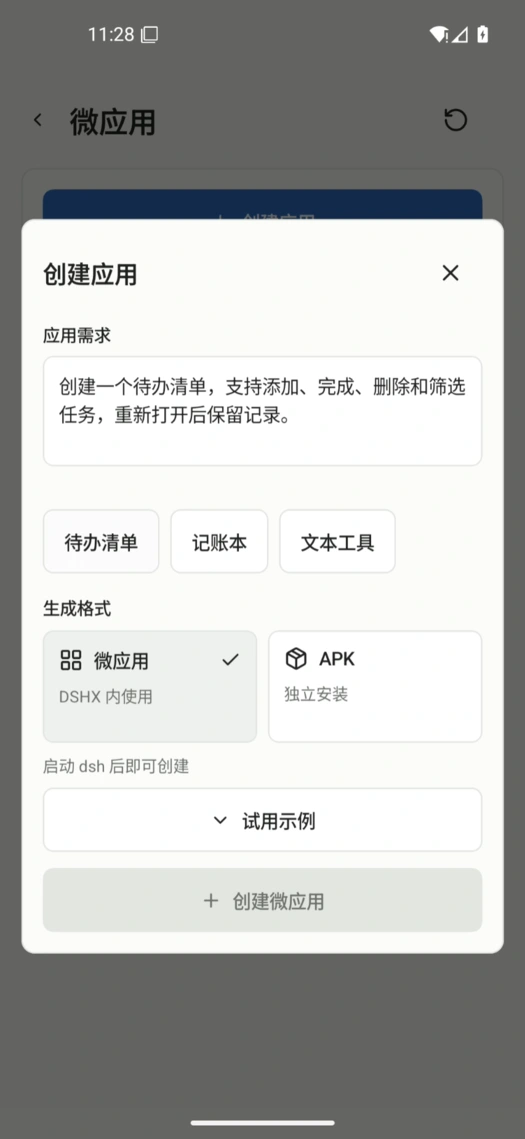 11:28
微应用
创建应用
创建应用
应用需求
创建一个待办清单，支持添加、完成、删除和筛选
任务，重新打开后保留记录。
待办清单
记账本
文本工具
生成格式
微应用
DSHX 内使用
APK
独立安装
启动 dsh 后即可创建
试用示例
创建微应用